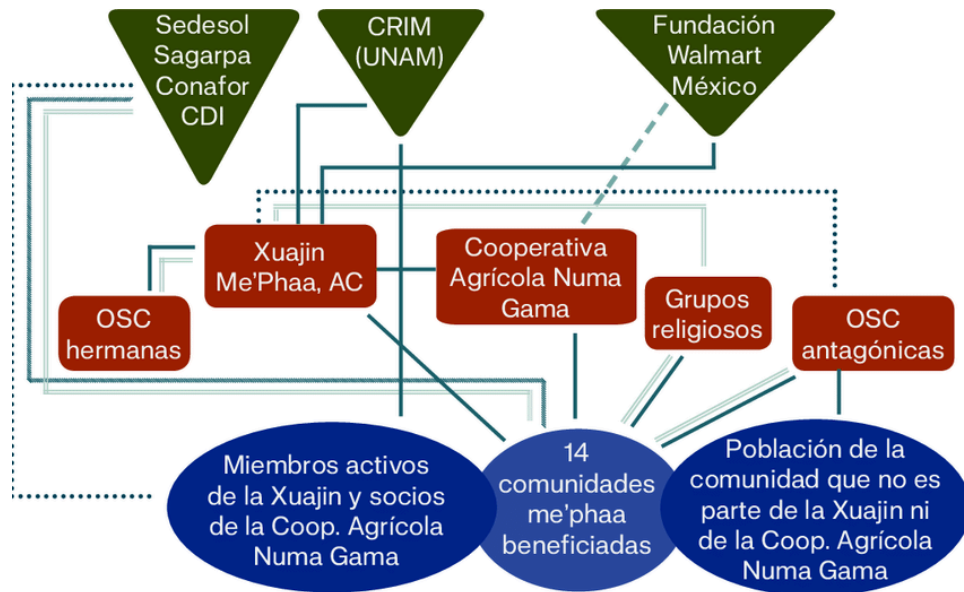 Sedesol
Sagarpa
Conafor
CDI
CRIM
(UNAM)
Fundación
Walmart
México
Xuajin
Me'Phaa, AC
Cooperativa
Agrícola Numa
Gama
OSC
hermanas
Grupos
religiosos
OSC
antagónicas
Miembros activos
de la Xuajin y socios
de la Coop. Agrícola
Numa Gama
14
comunidades
me'phaa
beneficiadas
Población de la
comunidad que no es
parte de la Xuajin ni
de la Coop. Agrícola
Numa Gama